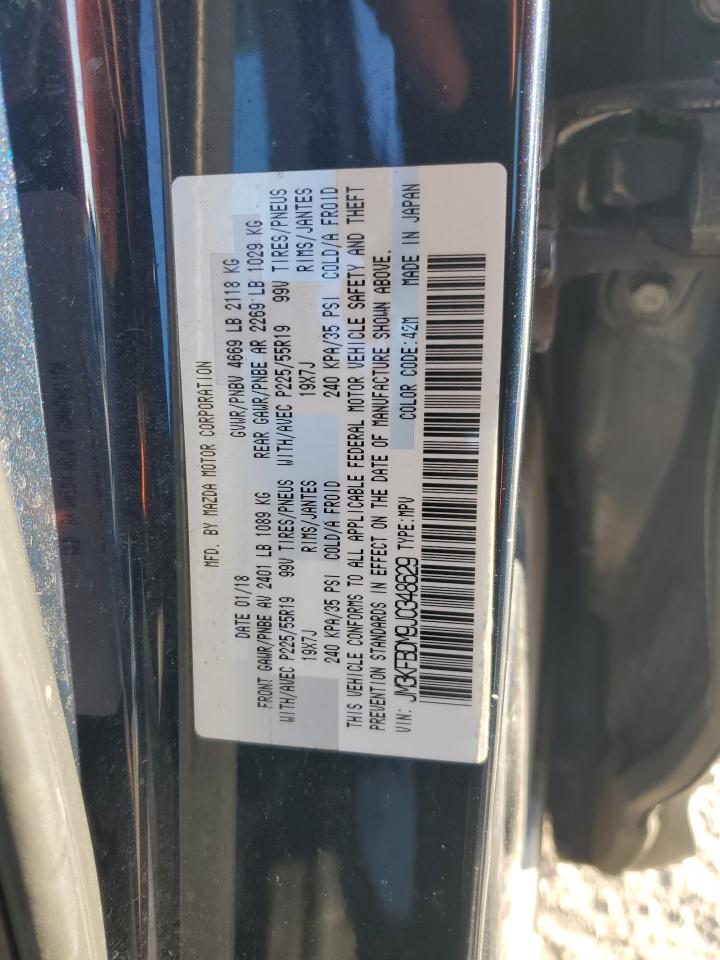 MFD. BY MAZDA MOTOR CORPORATION
DATE 01/18 GVWR/PNBV 4669 LB 2118 KG
FRONT GAWR/PNBE AV 2401 LB 1089 KG REAR GAWR/PNBE AR 2269 LB 1029 KG
WITH/AVEC P225/55R19 99V TIRES/PNEUS WITH/AVEC P225/55R19 99V TIRES/PNEUS
19X7J RIMS/JANTES 19X7J RIMS/JANTES
240 KPA/35 PSI COLD/A FROID 240 KPA/35 PSI COLD/A FROID
THIS VEHICLE CONFORMS TO ALL APPLICABLE FEDERAL MOTOR VEHICLE SAFETY AND THEFT
PREVENTION STANDARDS IN EFFECT ON THE DATE OF MANUFACTURE SHOWN ABOVE.
VIN: JM3KFBDM9J0348629 TYPE:MPV COLOR CODE:42M MADE IN JAPAN